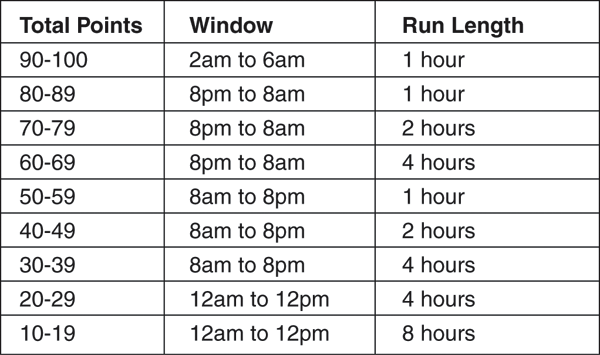 Total Points Window Run Length
90-100 2am to 6am 1 hour
80-89 8pm to 8am 1 hour
70-79 8pm to 8am 2 hours
60-69 8pm to 8am 4 hours
50-59 8am to 8pm 1 hour
40-49 8am to 8pm 2 hours
30-39 8am to 8pm 4 hours
20-29 12am to 12pm 4 hours
10-19 12am to 12pm 8 hours